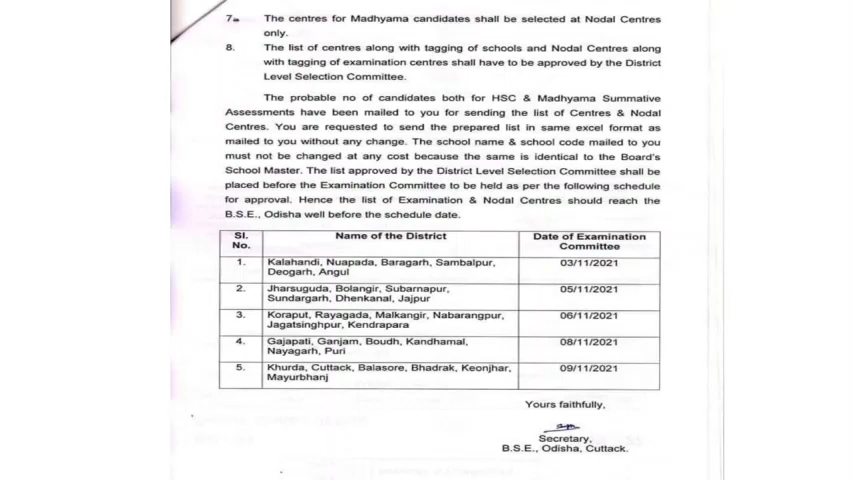 7. The centres for Madhyama candidates shall be selected at Nodal Centres
only.
8. The list of centres along with tagging of schools and Nodal Centres along
with tagging of examination centres shall have to be approved by the District
Level Selection Committee.
The probable no of candidates both for HSC & Madhyama Summative
Assessments have been mailed to you for sending the list of Centres & Nodal
Centres. You are requested to send the prepared list in same excel format as
mailed to you without any change. The school name & school code mailed to you
must not be changed at any cost because the same is identical to the Board's
School Master. The list approved by the District Level Selection Committee shall be
placed before the Examination Committee to be held as per the following schedule
for approval. Hence the list of Examination & Nodal Centres should reach the
B.S.E., Odisha well before the schedule date.
Sl. No. Name of the District Date of Examination Committee
1. Kalahandi, Nuapada, Baragarh, Sambalpur, 03/11/2021
Deogarh, Angul
2. Jharsuguda, Bolangir, Subarnapur, 05/11/2021
Sundargarh, Dhenkanal, Jajpur
3. Koraput, Rayagada, Malkangir, Nabarangpur, 06/11/2021
Jagatsinghpur, Kendrapara
4. Gajapati, Ganjam, Boudh, Kandhamal, 08/11/2021
Nayagarh, Puri
5. Khurda, Cuttack, Balasore, Bhadrak, Keonjhar, 09/11/2021
Mayurbhanj
Yours faithfully,
Secretary,
B.S.E., Odisha, Cuttack.